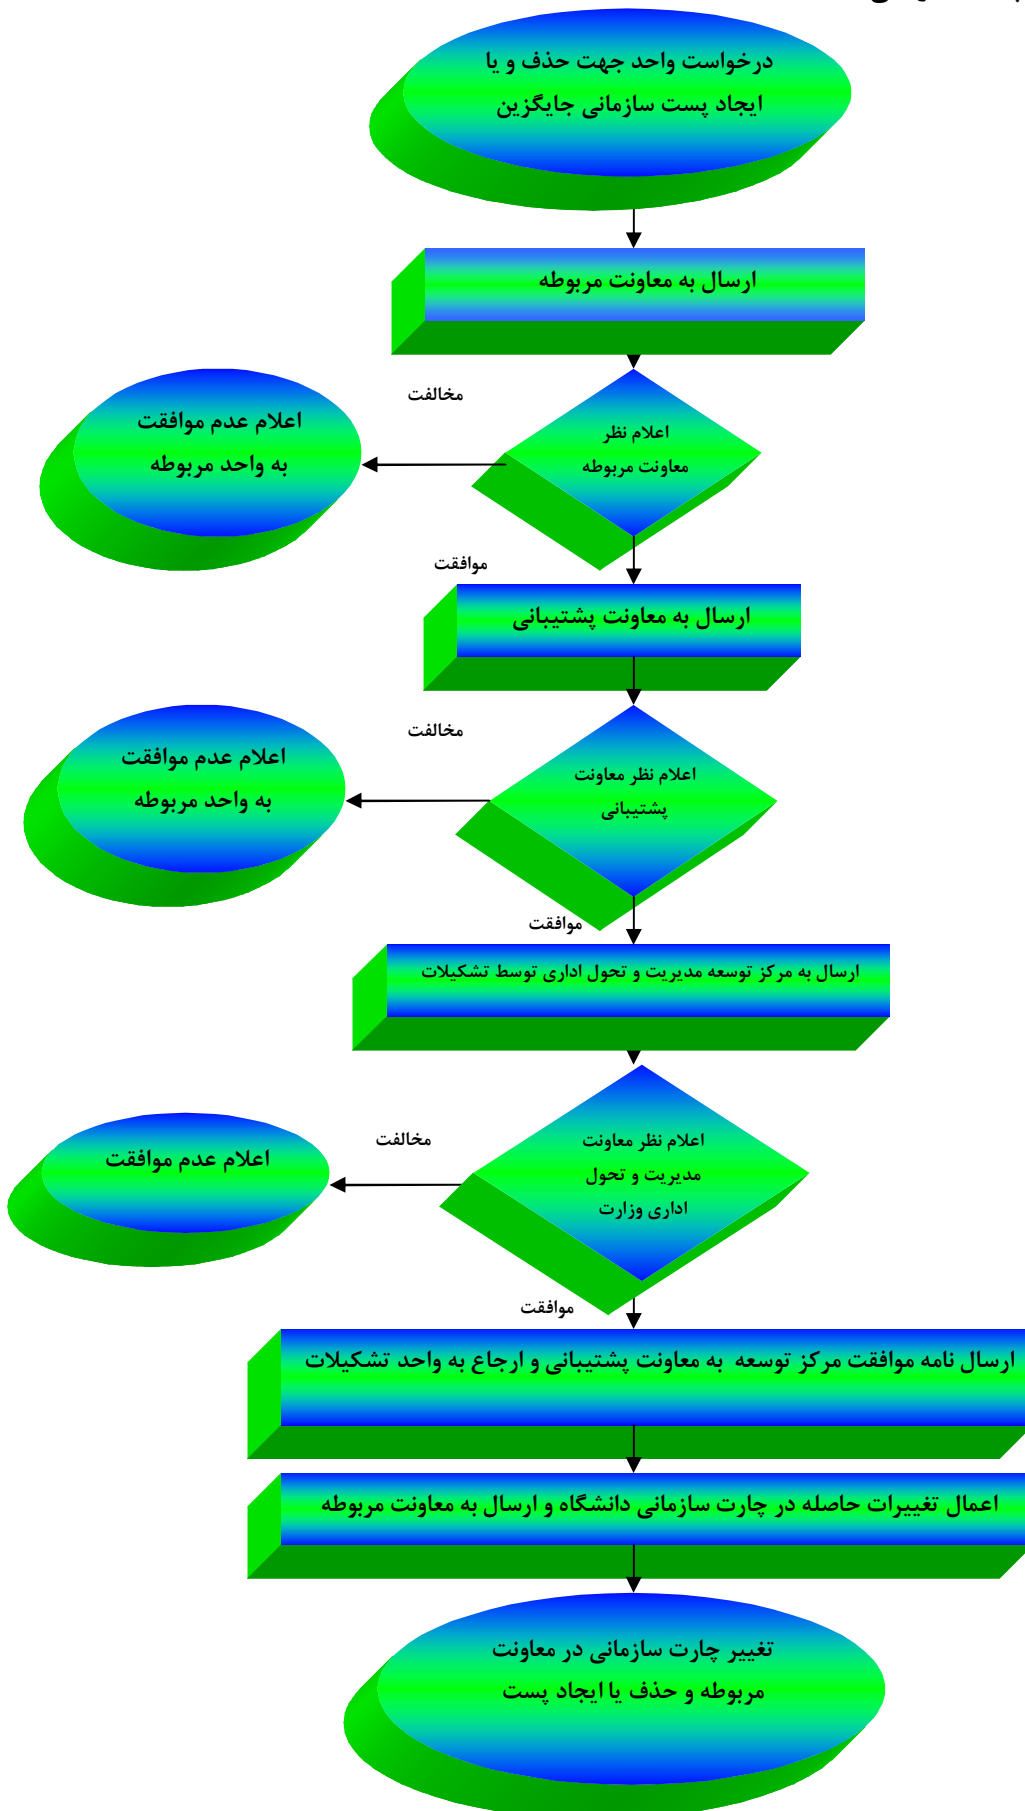 درخواست واحد جهت حذف و یا
ایجاد پست سازمانی جایگزین
ارسال به معاونت مربوطه
مخالفت
اعلام نظر
معاونت مربوطه
اعلام عدم موافقت
به واحد مربوطه
موافقت
ارسال به معاونت پشتیبانی
مخالفت
اعلام نظر معاونت
پشتیبانی
اعلام عدم موافقت
به واحد مربوطه
موافقت
ارسال به مرکز توسعه مدیریت و تحول اداری توسط تشکیلات
مخالفت
اعلام نظر معاونت
مدیریت و تحول
اداری وزارت
اعلام عدم موافقت
موافقت
ارسال نامه موافقت مرکز توسعه به معاونت پشتیبانی و ارجاع به واحد تشکیلات
اعمال تغییرات حاصله در چارت سازمانی دانشگاه و ارسال به معاونت مربوطه
تغییر چارت سازمانی در معاونت
مربوطه و حذف یا ایجاد پست